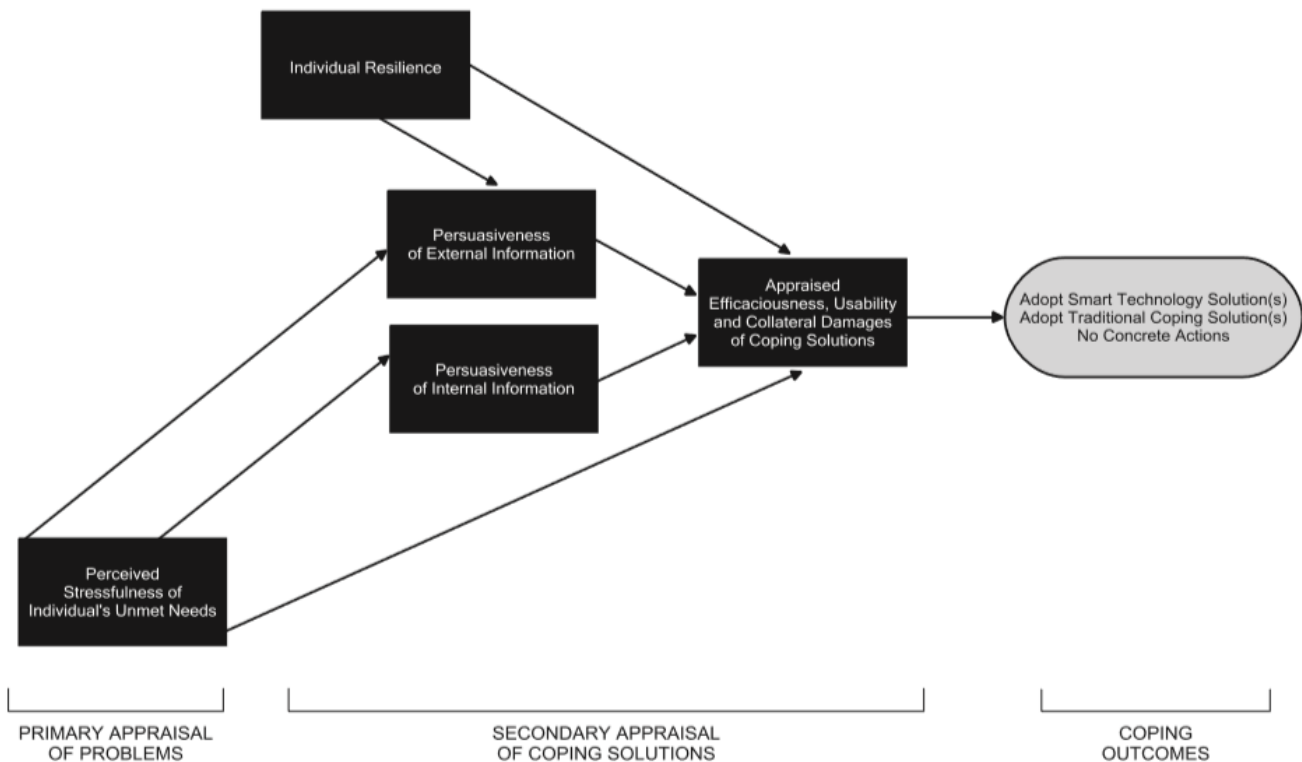 Individual Resilience
Persuasiveness
of External Information
Appraised
Efficaciousness, Usability
and Collateral Damages
of Coping Solutions
Adopt Smart Technology Solution(s)
Adopt Traditional Coping Solution(s)
No Concrete Actions
Persuasiveness
of Internal Information
Perceived
Stressfulness of
Individual's Unmet Needs
PRIMARY APPRAISAL
OF PROBLEMS
SECONDARY APPRAISAL
OF COPING SOLUTIONS
COPING
OUTCOMES